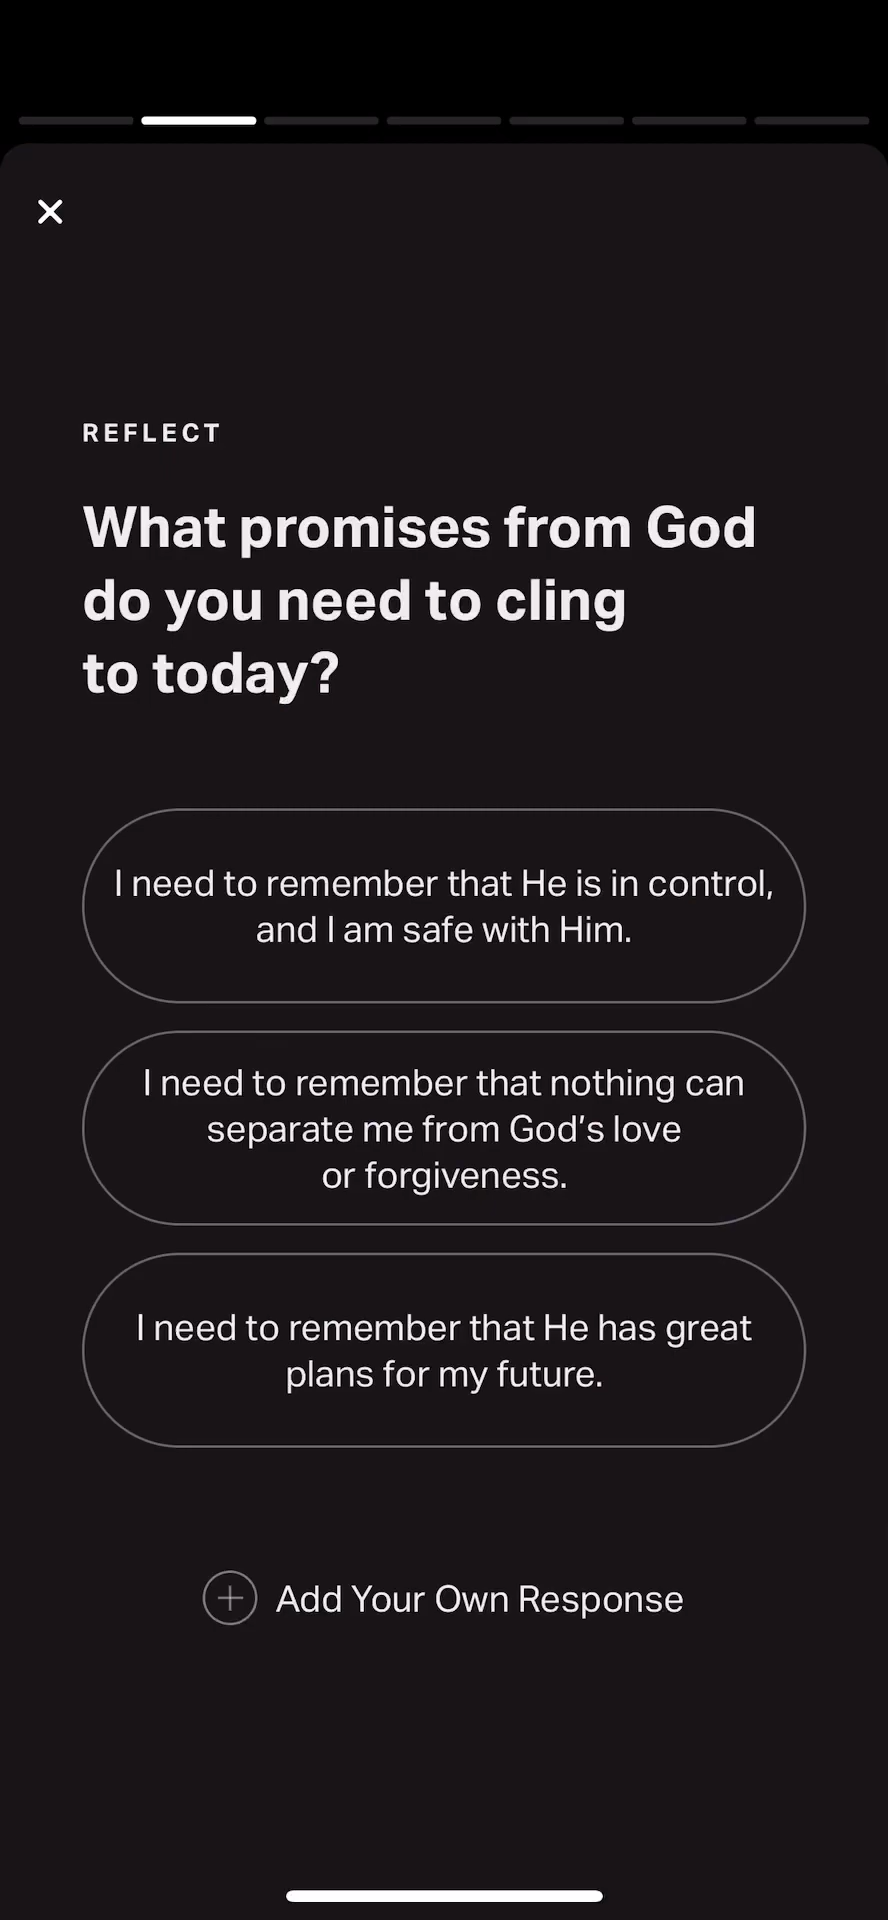 REFLECT
What promises from God
do you need to cling
to today?
I need to remember that He is in control,
and I am safe with Him.
I need to remember that nothing can
separate me from God's love
or forgiveness.
I need to remember that He has great
plans for my future.
Add Your Own Response